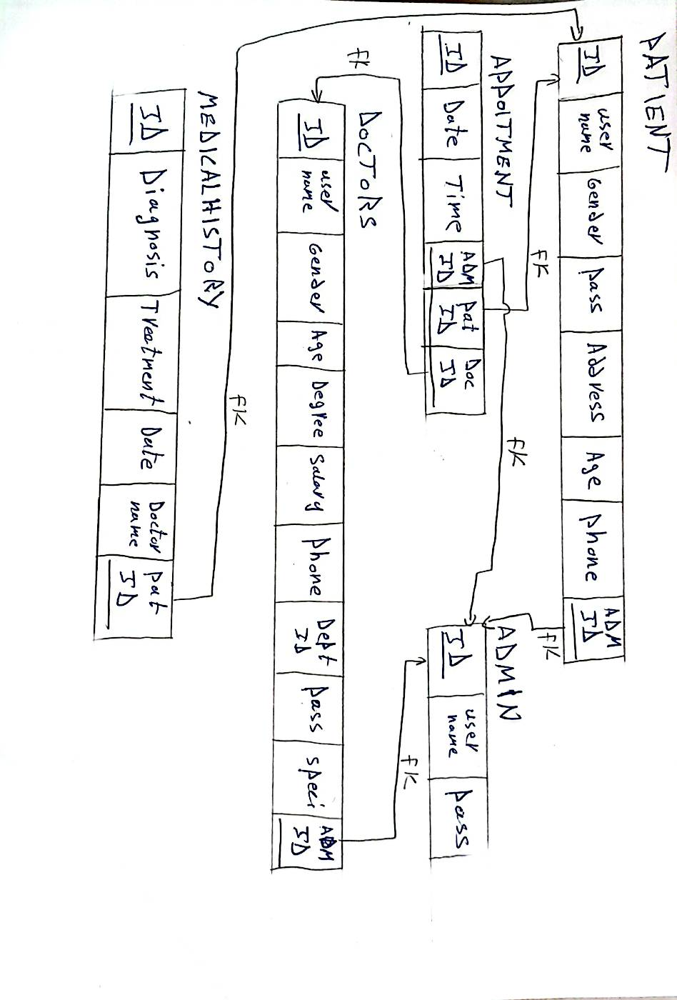 PATIENT
ID
user
name
Gender
pass
Address
Age
phone
ADM
ID
FK
FK
APPOITMENT
ID
Date
Time
ADM
ID
pat
ID
Doc
ID
FK
ADMIN
ID
user
name
pass
FK
DOCTORS
ID
user
name
Gender
Age
Degree
Salary
phone
Dept
ID
pass
speci
ADM
ID
FK
MEDICALHISTORY
ID
Diagnosis
Treatment
Date
Doctor
name
pat
ID
FK